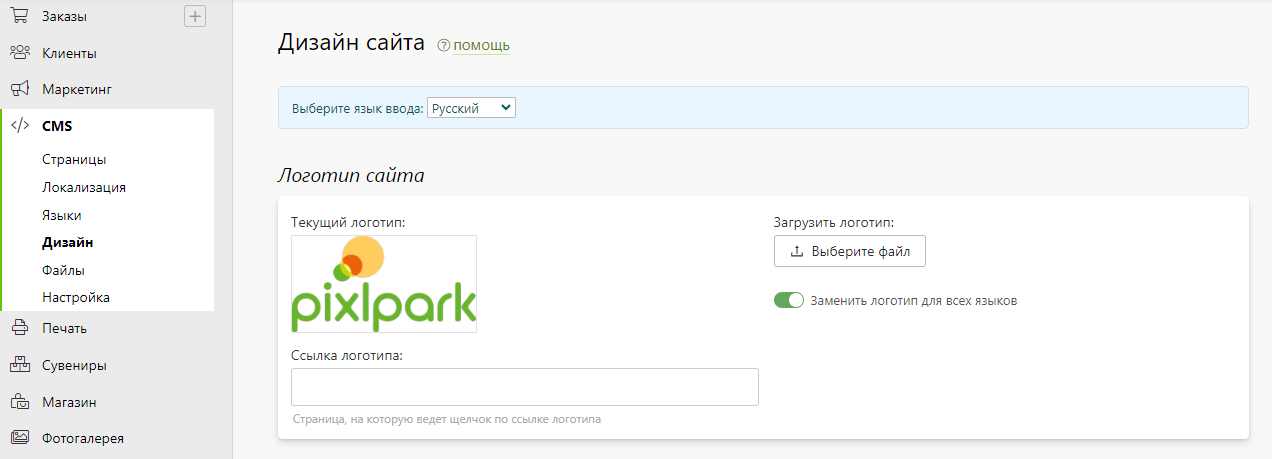 Заказы
Клиенты
Маркетинг
CMS
Страницы
Локализация
Языки
Дизайн
Файлы
Настройка
Печать
Сувениры
Магазин
Фотогалерея
Дизайн сайта ? помощь
Выберите язык ввода: Русский
Логотип сайта
Текущий логотип:
pixlpark
Ссылка логотипа:
Страница, на которую ведет щелчок по ссылке логотипа
Загрузить логотип:
Выберите файл
Заменить логотип для всех языков